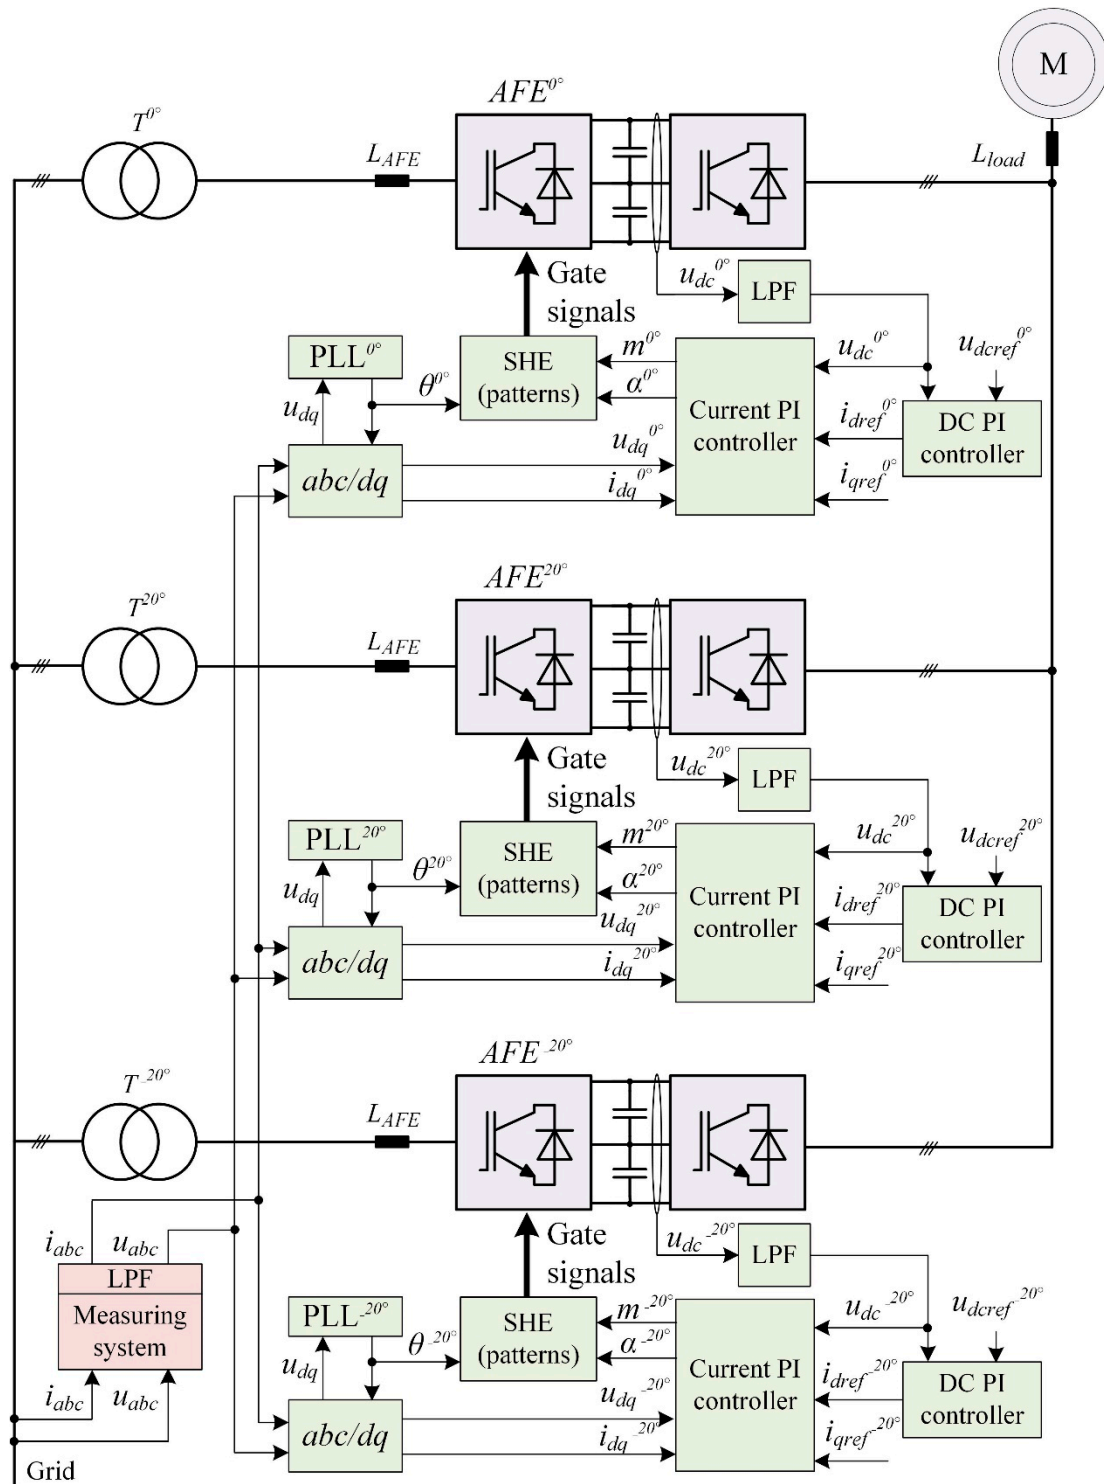 M
T0°
AFE0°
LAFE
Lload
Gate
signals
udc0°
LPF
PLL0°
θ0°
SHE
(patterns)
m0°
α0°
Current PI
controller
udc0°
udcref0°
idref0°
DC PI
controller
iqref0°
udq
abc/dq
udq0°
idq0°
T20°
AFE20°
LAFE
Gate
signals
udc20°
LPF
PLL20°
θ20°
SHE
(patterns)
m20°
α20°
Current PI
controller
udc20°
udcref20°
idref20°
DC PI
controller
iqref20°
udq
abc/dq
udq20°
idq20°
T-20°
AFE-20°
LAFE
Gate
signals
udc-20°
LPF
iabc
uabc
LPF
Measuring
system
iabc
uabc
Grid
PLL-20°
θ-20°
SHE
(patterns)
m-20°
α-20°
Current PI
controller
udc-20°
udcref-20°
idref-20°
DC PI
controller
iqref-20°
udq
abc/dq
udq-20°
idq-20°